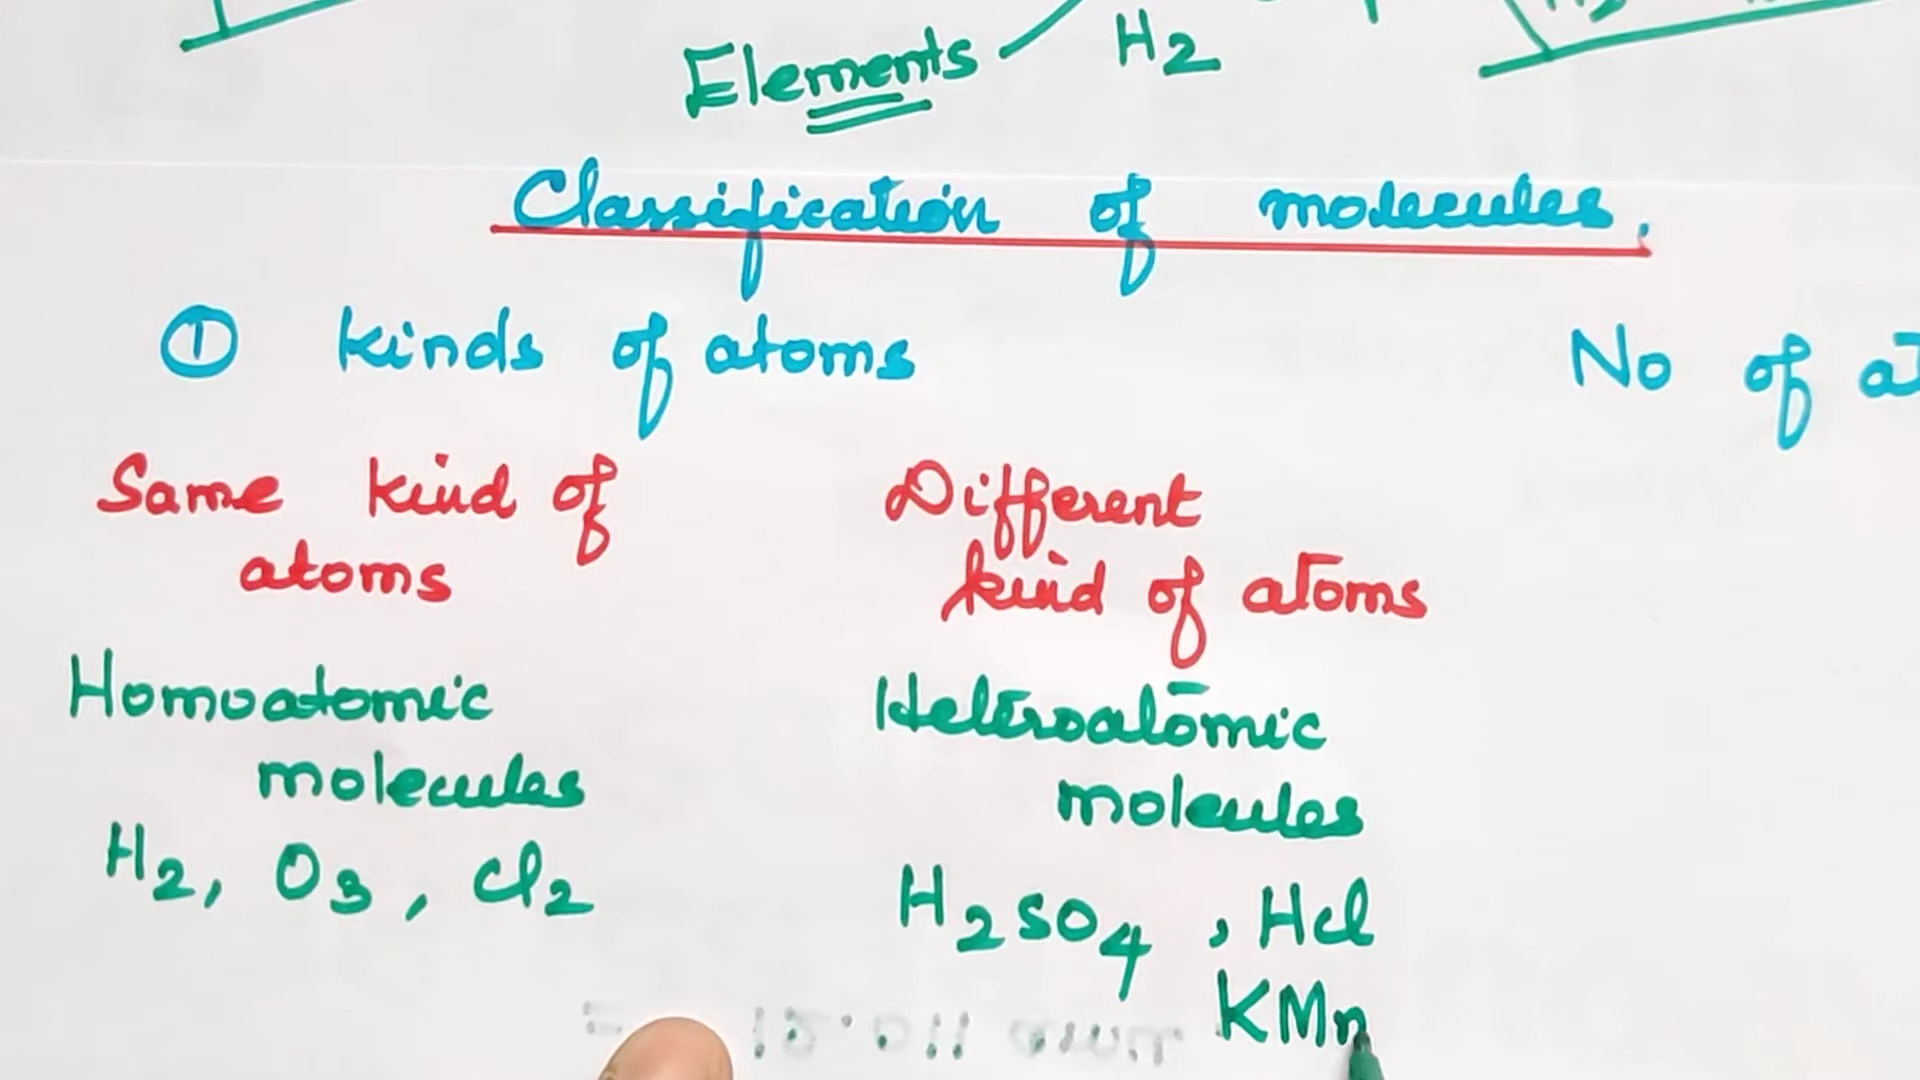 Elements
H2
Classification of molecules.
① kinds of atoms
No of at
Same kind of
atoms
Different
kind of atoms
Homoatomic
molecules
Heteroatomic
molecules
H2, O3, Cl2
H2SO4, Hcl
KMn